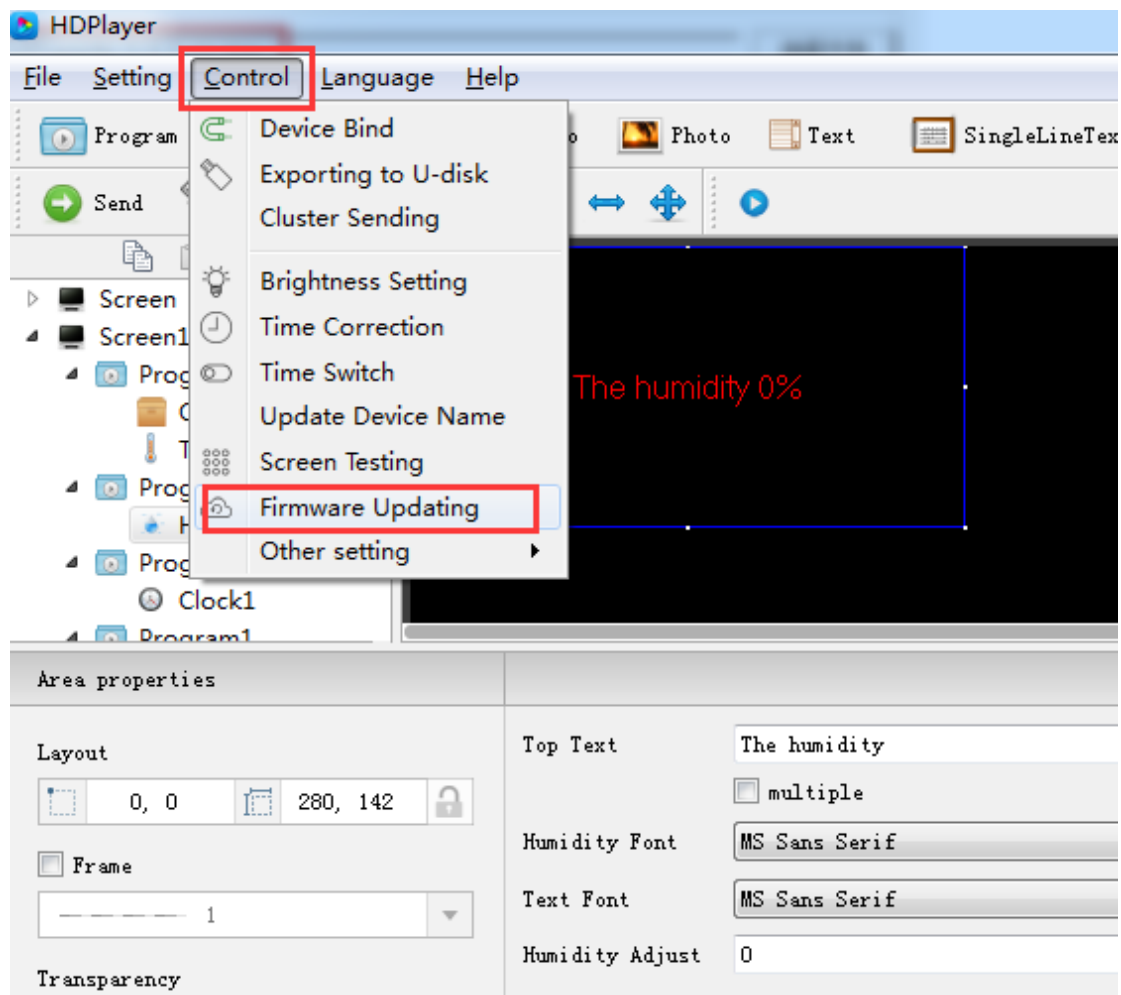 HDPlayer
File Setting Control Language Help
Program Photo Text
Device Bind
Exporting to U-disk
Send
Cluster Sending
Brightness Setting
Screen
Time Correction
Screen1
Time Switch
The humidity 0%
Update Device Name
Screen Testing
Firmware Updating
Other setting
Clock1
Program1
Area properties
Layout
0, 0 280, 142
Frame
1
Transparency
Top Text The humidity
multiple
Humidity Font MS Sans Serif
Text Font MS Sans Serif
Humidity Adjust 0